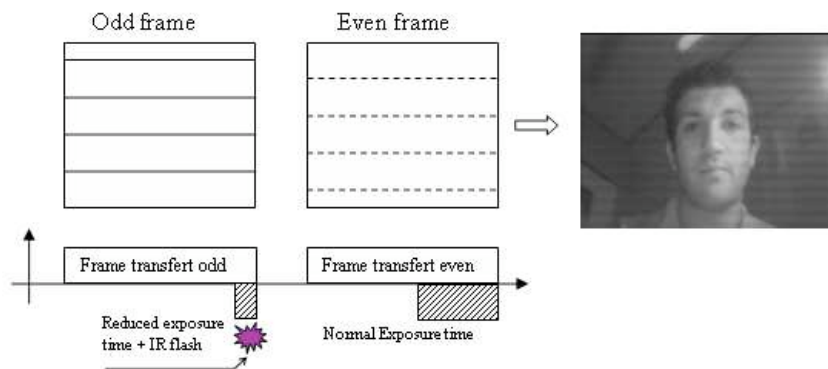 Odd frame
Even frame
Frame transfert odd
Frame transfert even
Reduced exposure
time + IR flash
Normal Exposure time